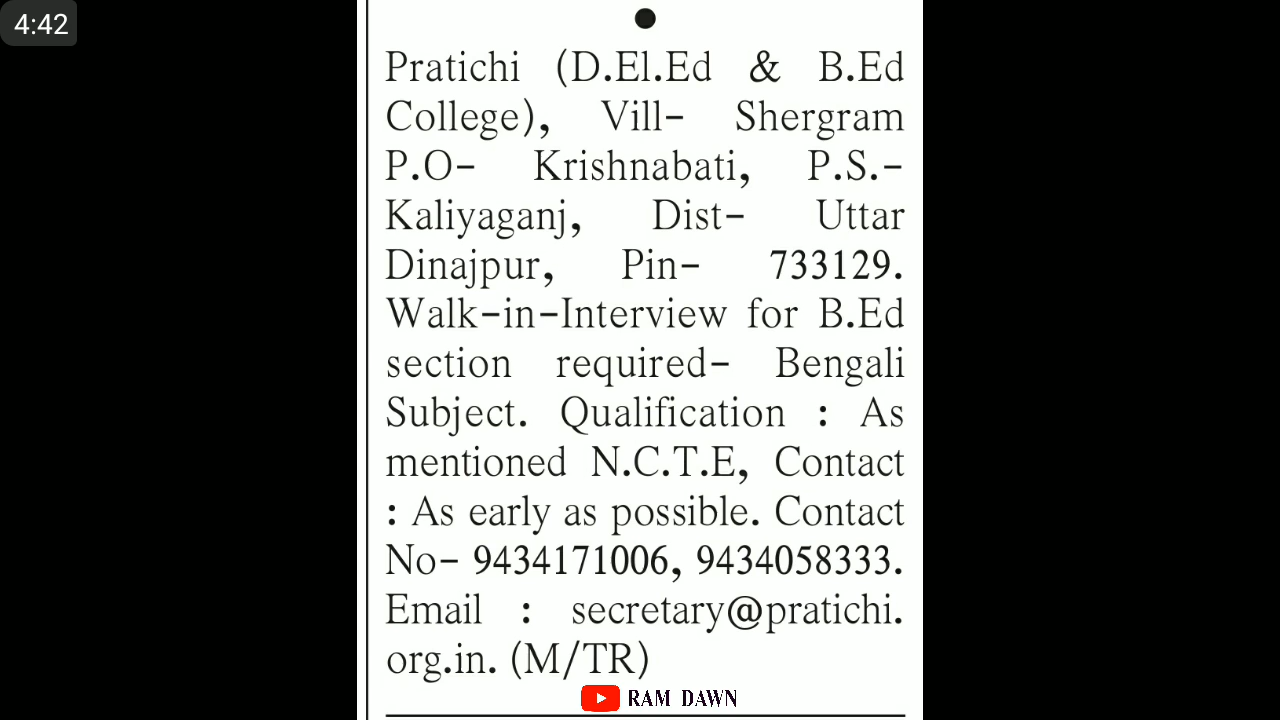 4:42
Pratichi (D.El.Ed & B.Ed
College), Vill- Shergram
P.O- Krishnabati, P.S.-
Kaliyaganj, Dist- Uttar
Dinajpur, Pin- 733129.
Walk-in-Interview for B.Ed
section required- Bengali
Subject. Qualification : As
mentioned N.C.T.E, Contact
: As early as possible. Contact
No- 9434171006, 9434058333.
Email : secretary@pratichi.
org.in. (M/TR)
RAM DAWN